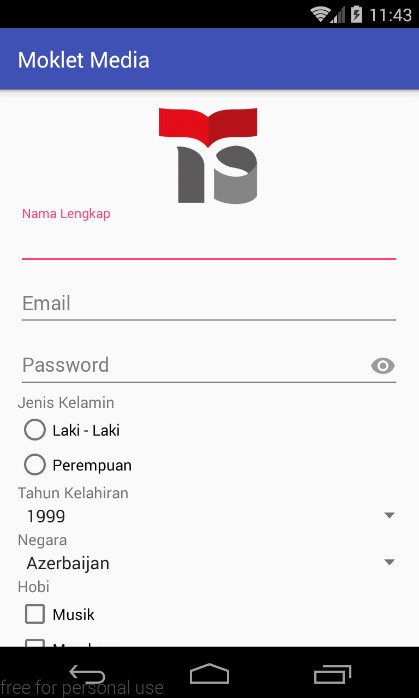 11:43
Moklet Media
Nama Lengkap
Email
Password
Jenis Kelamin
Laki - Laki
Perempuan
Tahun Kelahiran
1999
Negara
Azerbaijan
Hobi
Musik
free for personal use